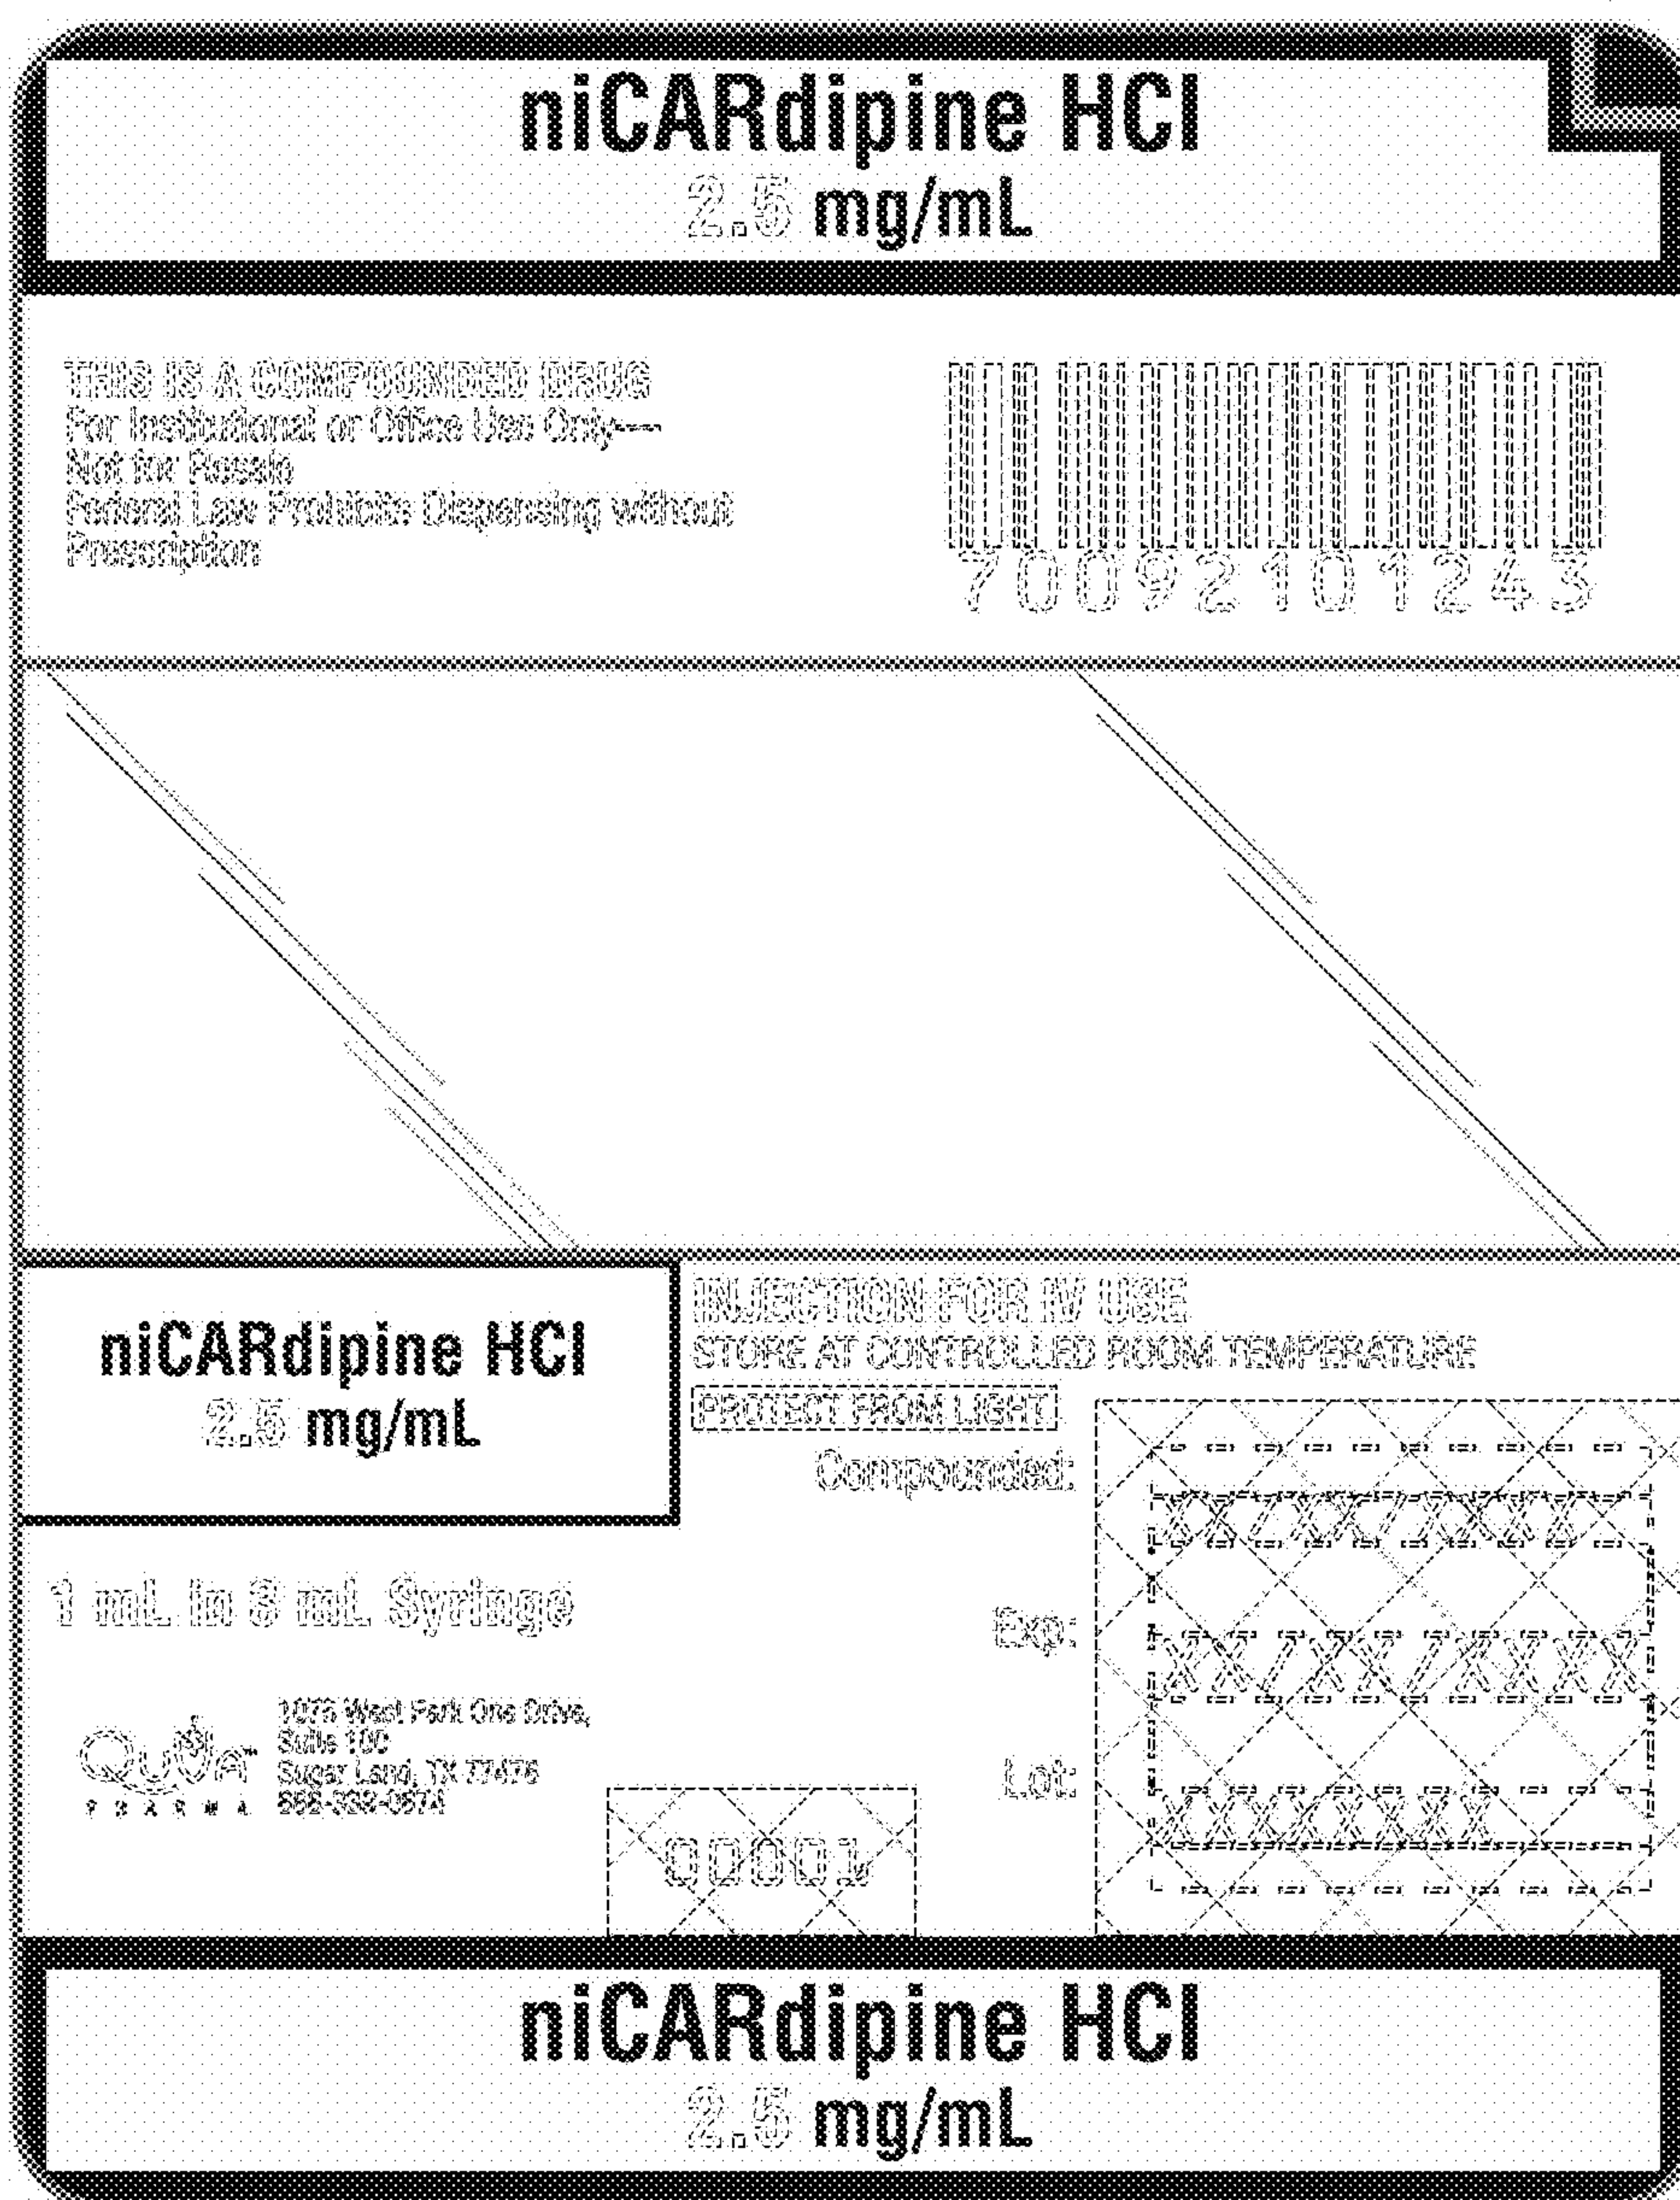 niCARdipine HCl
2.5 mg/mL
THIS IS A COMPOUNDED DRUG
For Institutional or Office Use Only----
Not for Resale
Federal Law Prohibits Dispensing without
Prescription
70092101243
niCARdipine HCl
2.5 mg/mL
INJECTION FOR IV USE
STORE AT CONTROLLED ROOM TEMPERATURE
PROTECT FROM LIGHT
Compounded:
XX/XX/XXXX
1 mL in 3 mL Syringe
Exp:
XX/XX/XXXX
QuVa™
PHARMA
1075 West Park One Drive,
Suite 100
Sugar Land, TX
Lot:
XXXXXXXX
00001
niCARdipine HCl
2.5 mg/mL